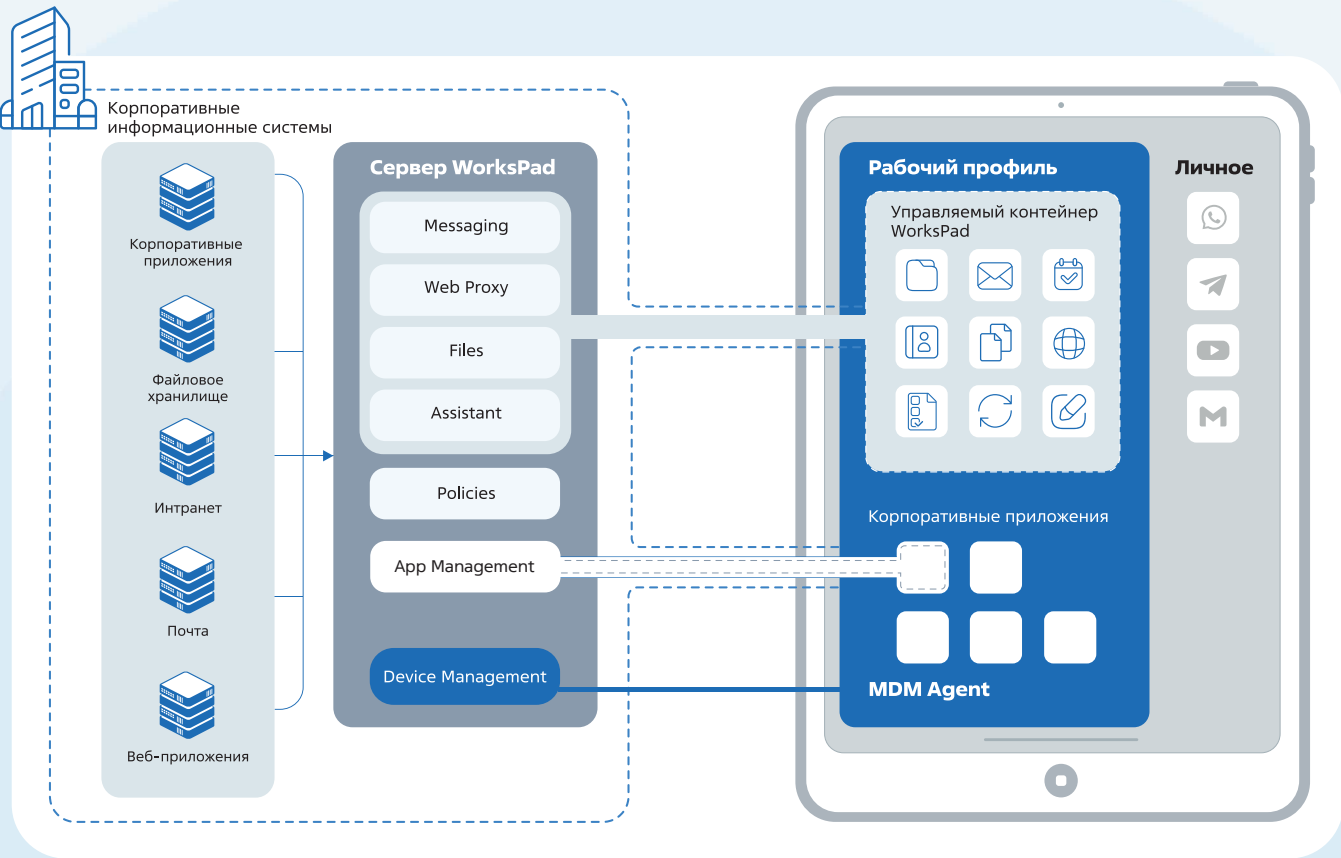 Корпоративные
информационные системы
Корпоративные
приложения
Файловое
хранилище
Интранет
Почта
Веб-приложения
Сервер WorksPad
Messaging
Web Proxy
Files
Assistant
Policies
App Management
Device Management
Рабочий профиль
Управляемый контейнер
WorksPad
Корпоративные приложения
MDM Agent
Личное